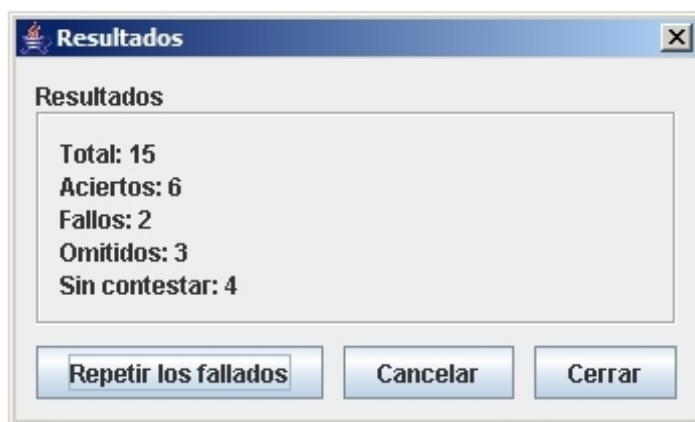 Resultados
Resultados
Total: 15
Aciertos: 6
Fallos: 2
Omitidos: 3
Sin contestar: 4
Repetir los fallados Cancelar Cerrar